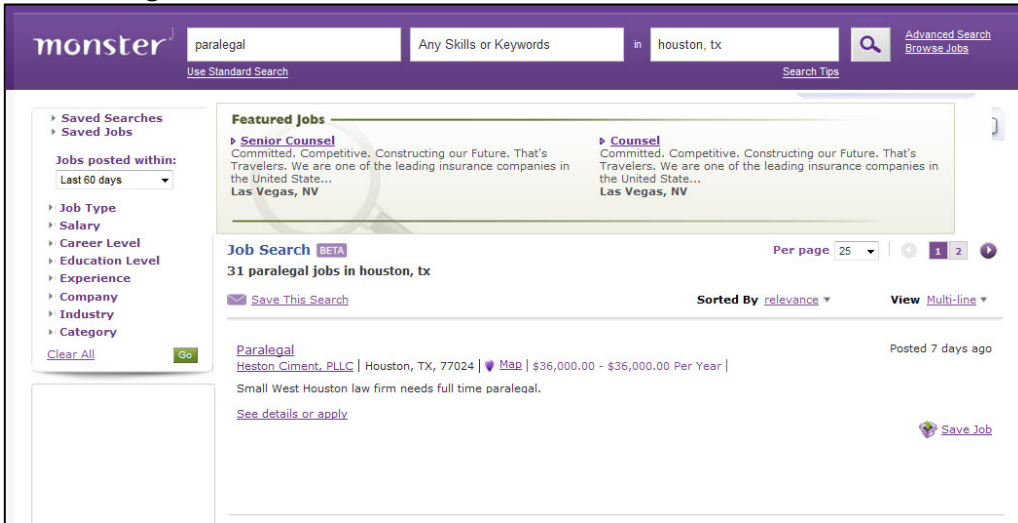 monster
paralegal
Any Skills or Keywords
in
houston, tx
Advanced Search
Browse Jobs
Use Standard Search
Search Tips
Saved Searches
Saved Jobs
Jobs posted within:
Last 60 days
Job Type
Salary
Career Level
Education Level
Experience
Company
Industry
Category
Clear All
Go
Featured Jobs
Senior Counsel
Committed. Competitive. Constructing our Future. That's
Travelers. We are one of the leading insurance companies in
the United State...
Las Vegas, NV
Counsel
Committed. Competitive. Constructing our Future. That's
Travelers. We are one of the leading insurance companies in
the United State...
Las Vegas, NV
Job Search BETA
Per page 25
1 2
31 paralegal jobs in houston, tx
Save This Search
Sorted By relevance
View Multi-line
Paralegal
Posted 7 days ago
Heston Ciment, PLLC | Houston, TX, 77024 | Map | $36,000.00 - $36,000.00 Per Year |
Small West Houston law firm needs full time paralegal.
See details or apply
Save Job